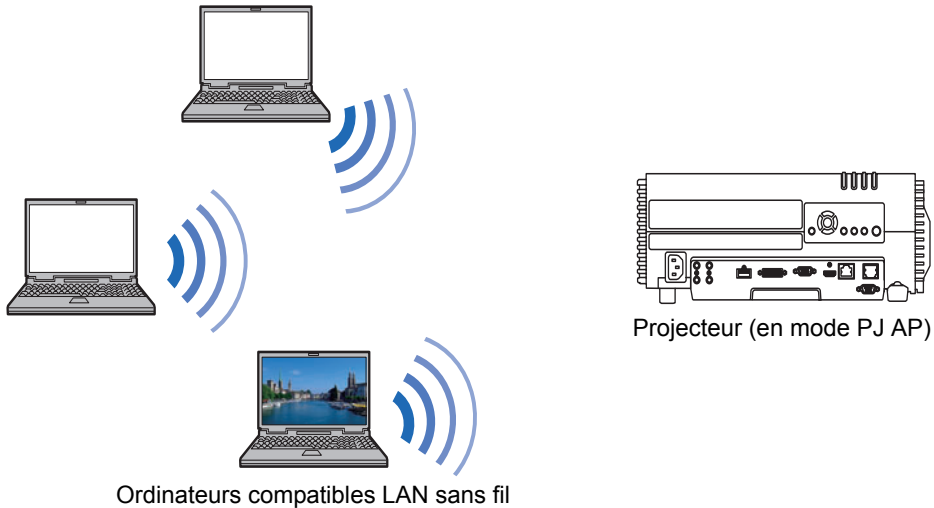 Projecteur (en mode PJ AP)
Ordinateurs compatibles LAN sans fil